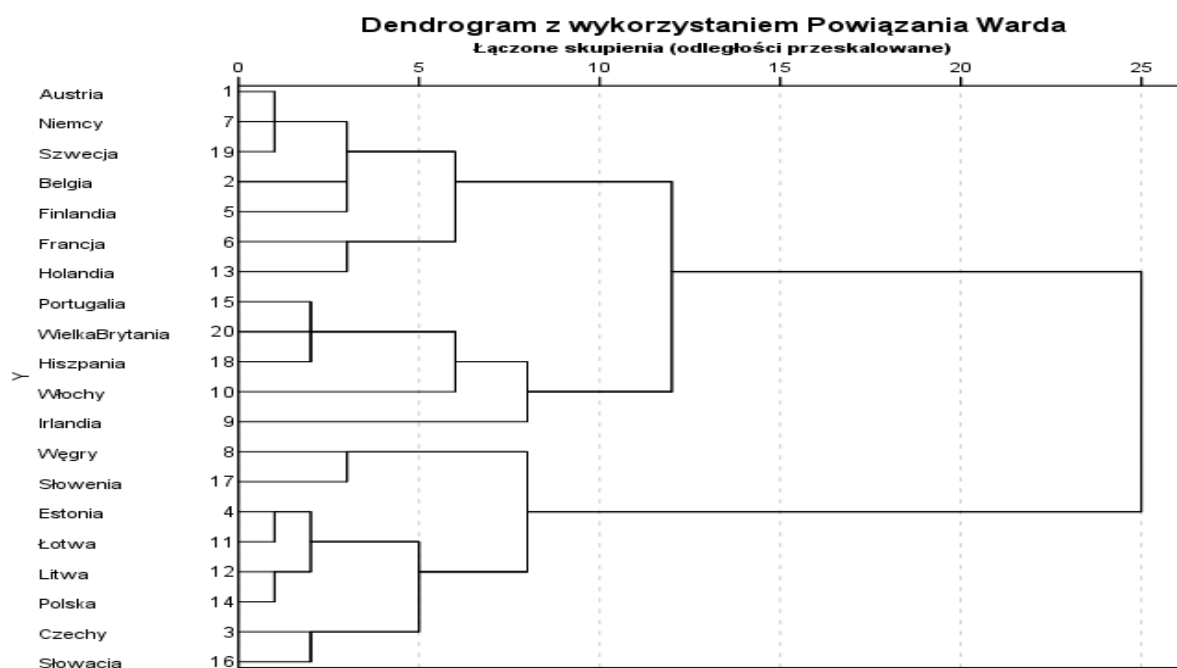 Dendrogram z wykorzystaniem Powiązania Warda
Łączone skupienia (odległości przeskalowane)
0 5 10 15 20 25
Austria 1
Niemcy 7
Szwecja 19
Belgia 2
Finlandia 5
Francja 6
Holandia 13
Portugalia 15
WielkaBrytania 20
Hiszpania 18
Y
Włochy 10
Irlandia 9
Węgry 8
Słowenia 17
Estonia 4
Łotwa 11
Litwa 12
Polska 14
Czechy 3
Słowacja 16